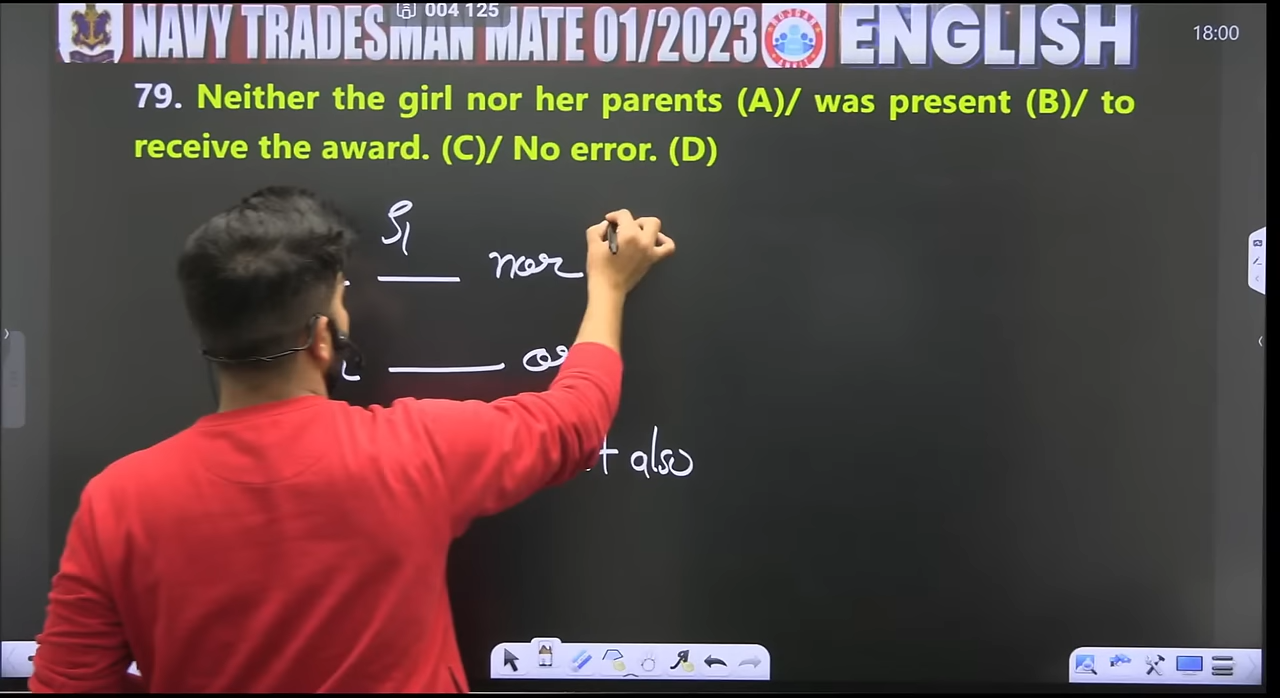 004 125
NAVY TRADESMAN MATE 01/2023 ENGLISH
18:00
79. Neither the girl nor her parents (A)/ was present (B)/ to
receive the award. (C)/ No error. (D)
S1
nor
or
also